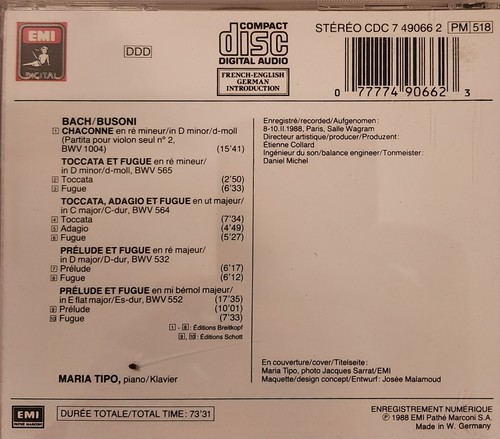 EMI
DIGITAL
DDD
COMPACT
disc
DIGITAL AUDIO
FRENCH-ENGLISH
GERMAN
INTRODUCTION
STÉRÉO CDC 7 49066 2 PM 518
0 77774 90662 3
BACH/BUSONI
1 CHACONNE en ré mineur/in D minor/d-moll
(Partita pour violon seul n° 2,
BWV 1004) (15'41)
TOCCATA ET FUGUE en ré mineur/
in D minor/d-moll, BWV 565
2 Toccata (2'50)
3 Fugue (6'33)
TOCCATA, ADAGIO ET FUGUE en ut majeur/
in C major/C-dur, BWV 564
4 Toccata (7'34)
5 Adagio (4'49)
6 Fugue (5'27)
PRÉLUDE ET FUGUE en ré majeur/
in D major/D-dur, BWV 532
7 Prélude (6'17)
8 Fugue (6'12)
PRÉLUDE ET FUGUE en mi bémol majeur/
in E flat major/Es-dur, BWV 552 (17'35)
9 Prélude (10'01)
10 Fugue (7'33)
1 - 8 : Éditions Breitkopf
9, 10 : Éditions Schott
MARIA TIPO, piano/Klavier
Enregistré/recorded/Aufgenomen :
8-10.II.1988, Paris, Salle Wagram
Directeur artistique/producer/Produzent :
Étienne Collard
Ingénieur du son/balance engineer/Tonmeister :
Daniel Michel
En couverture/cover/Titelseite :
Maria Tipo, photo Jacques Sarrat/EMI
Maquette/design concept/Entwurf : Josée Malamoud
EMI
PATHÉ MARCONI
DURÉE TOTALE/TOTAL TIME : 73'31
ENREGISTREMENT NUMÉRIQUE
Ⓟ 1988 EMI Pathé Marconi S.A.
Made in W. Germany